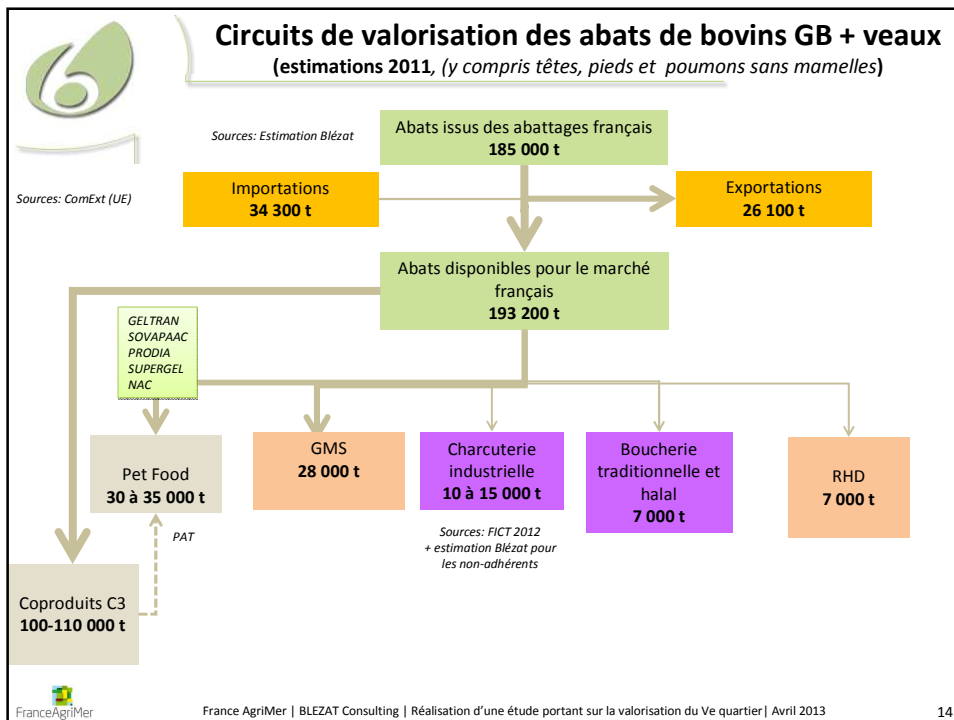 Circuits de valorisation des abats de bovins GB + veaux
(estimations 2011, (y compris têtes, pieds et poumons sans mamelles)
Sources: Estimation Blézat
Abats issus des abattages français
185 000 t
Sources: ComExt (UE)
Importations
34 300 t
Exportations
26 100 t
Abats disponibles pour le marché
français
193 200 t
GELTRAN
SOVAPAAC
PRODIA
SUPERGEL
NAC
Pet Food
30 à 35 000 t
GMS
28 000 t
Charcuterie
industrielle
10 à 15 000 t
Boucherie
traditionnelle et
halal
7 000 t
RHD
7 000 t
Sources: FICT 2012
+ estimation Blézat pour
les non-adhérents
PAT
Coproduits C3
100-110 000 t
FranceAgriMer
France AgriMer | BLEZAT Consulting | Réalisation d'une étude portant sur la valorisation du Ve quartier| Avril 2013
14